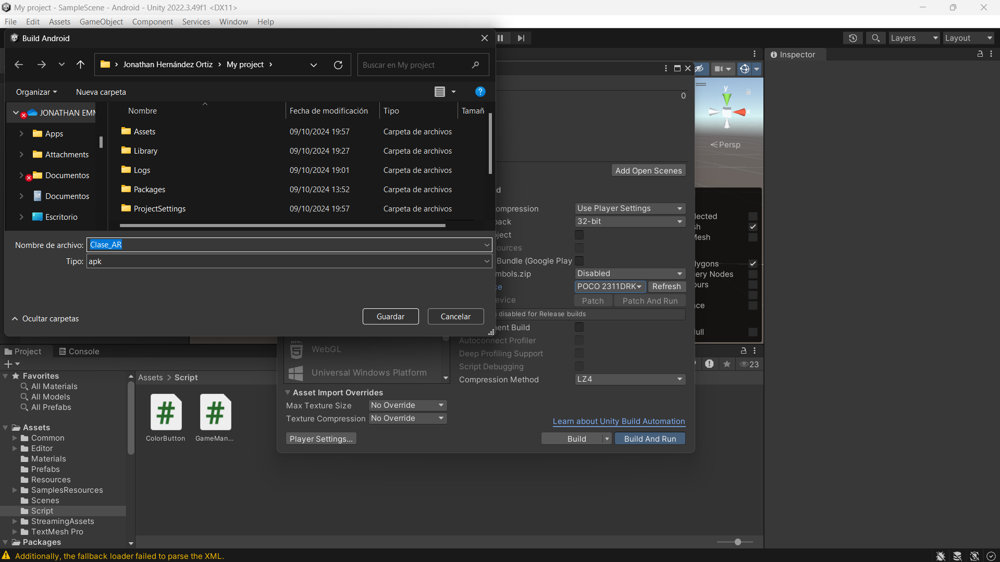 My project - SampleScene - Android - Unity 2022.3.49f1 <DX11>
File Edit Assets GameObject Component Services Window Help
Build Android
Jonathan Hernández Ortiz > My project >
Buscar en My project
Organizar
Nueva carpeta
Nombre
Fecha de modificación
Tipo
Tamañ
JONATHAN EMM
Apps
Attachments
Documentos
Documentos
Escritorio
Assets 09/10/2024 19:57 Carpeta de archivos
Library 09/10/2024 19:27 Carpeta de archivos
Logs 09/10/2024 19:01 Carpeta de archivos
Packages 09/10/2024 13:52 Carpeta de archivos
ProjectSettings 09/10/2024 19:57 Carpeta de archivos
Nombre de archivo: Clase_AR
Tipo: apk
Ocultar carpetas
Guardar
Cancelar
Layers
Layout
Inspector
0
Add Open Scenes
d
ompression Use Player Settings
back 32-bit
ject
ources
Bundle (Google Play
mbols.zip Disabled
ce POCO 2311DRK Refresh
evice Patch Patch And Run
s disabled for Release builds
ent Build
Autoconnect Profiler
Deep Profiling Support
Script Debugging
Compression Method LZ4
WebGL
Universal Windows Platform
Asset Import Overrides
Max Texture Size No Override
Texture Compression No Override
Learn about Unity Build Automation
Player Settings...
Build
Build And Run
y
x
Persp
lected
sh
Mesh
lygons
ery Nodes
ours
ce
ull
Project
Console
23
Favorites
All Materials
All Models
All Prefabs
Assets
Common
Editor
Materials
Prefabs
Resources
SamplesResources
Scenes
Script
StreamingAssets
TextMesh Pro
Packages
Assets > Script
ColorButton
GameMan...
Additionally, the fallback loader failed to parse the XML.